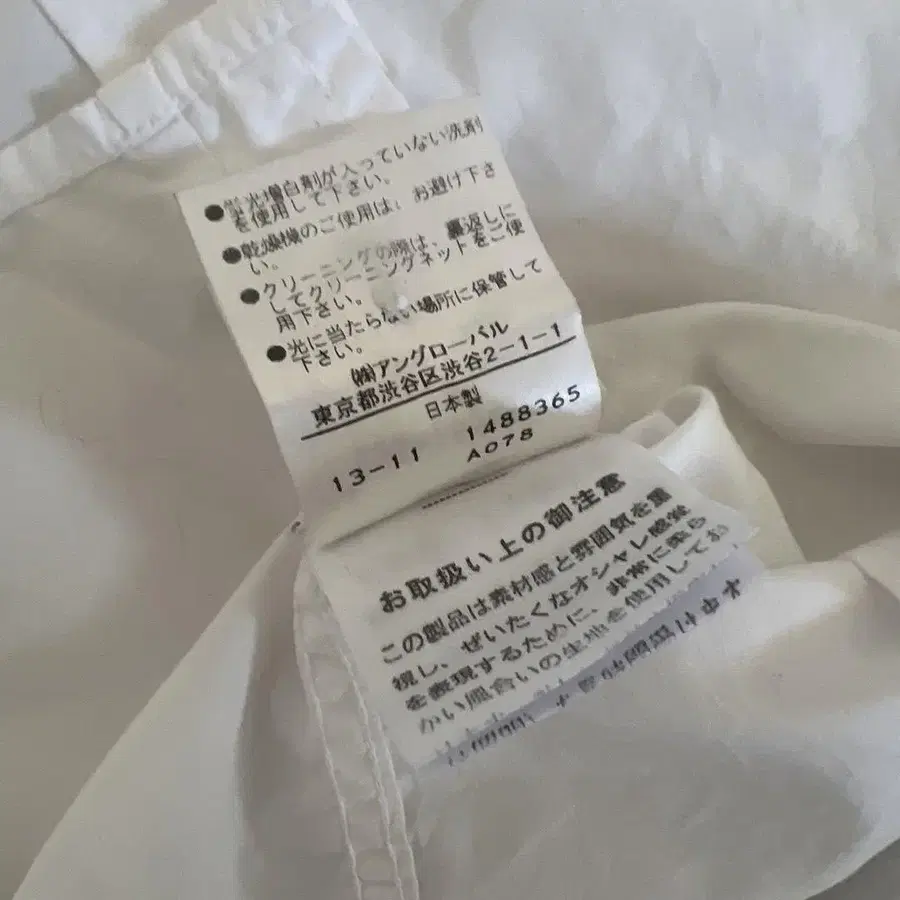 ●蛍光増白剤が入っていない洗剤
を使用して下さい。
●乾燥機のご使用は、お避け下さ
い。
●クリーニングの際は、裏返しに
してクリーニングネットをご使
用下さい。
●光に当たらない場所に保管して
下さい。
㈱アングローバル
東京都渋谷区渋谷2-1-1
日本製
13-11 1488365
A078
お取扱い上の御注意
この製品は素材感と雰囲気を重
視し、ぜいたくなオシャレ感覚
を表現するために、非常に柔ら
かい風合いの生地を使用してお